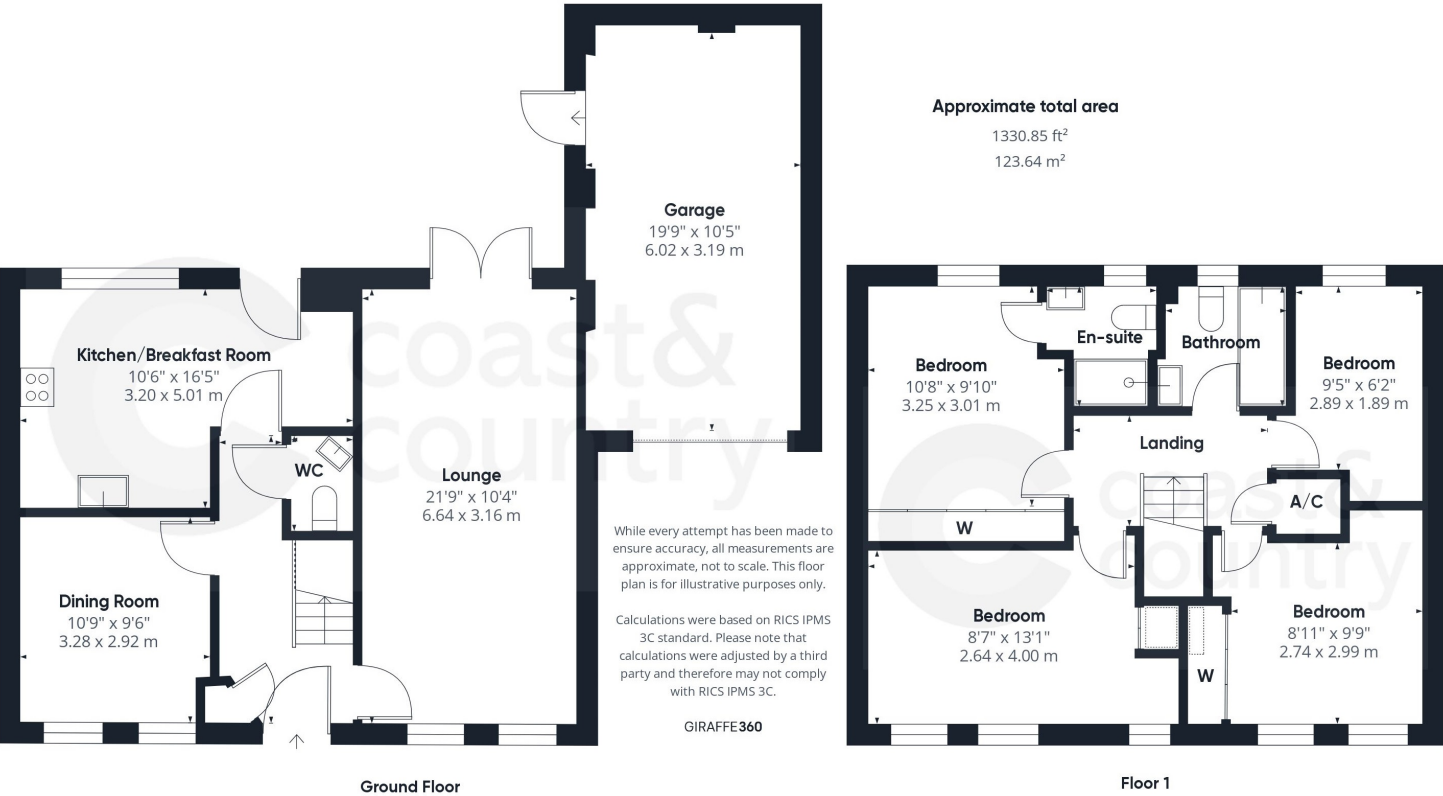 Approximate total area
1330.85 ft²
123.64 m²
Garage
19'9" x 10'5"
6.02 x 3.19 m
Kitchen/Breakfast Room
10'6" x 16'5"
3.20 x 5.01 m
WC
Lounge
21'9" x 10'4"
6.64 x 3.16 m
Dining Room
10'9" x 9'6"
3.28 x 2.92 m
coast&
country
Ground Floor
While every attempt has been made to
ensure accuracy, all measurements are
approximate, not to scale. This floor
plan is for illustrative purposes only.
Calculations were based on RICS IPMS
3C standard. Please note that
calculations were adjusted by a third
party and therefore may not comply
with RICS IPMS 3C.
GIRAFFE360
En-suite
Bathroom
Bedroom
10'8" x 9'10"
3.25 x 3.01 m
Bedroom
9'5" x 6'2"
2.89 x 1.89 m
Landing
A/C
W
Bedroom
8'7" x 13'1"
2.64 x 4.00 m
Bedroom
8'11" x 9'9"
2.74 x 2.99 m
W
coast&
country
Floor 1